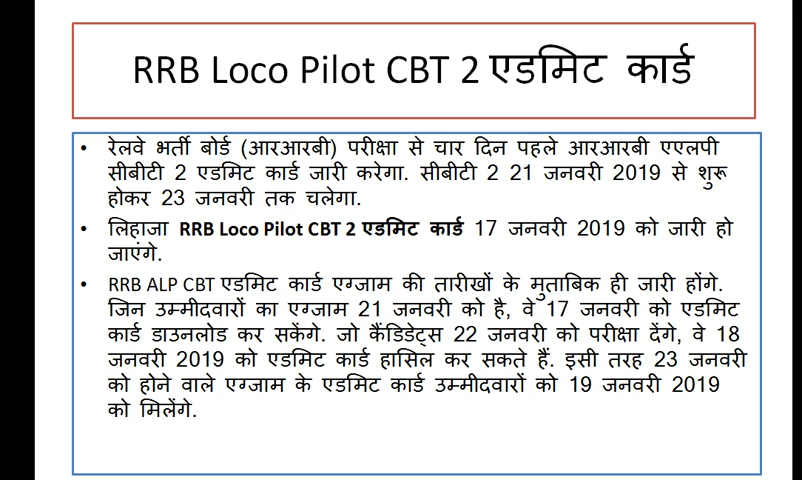 RRB Loco Pilot CBT 2 एडमिट कार्ड
• रेलवे भर्ती बोर्ड (आरआरबी) परीक्षा से चार दिन पहले आरआरबी एएलपी
सीबीटी 2 एडमिट कार्ड जारी करेगा. सीबीटी 2 21 जनवरी 2019 से शुरू
होकर 23 जनवरी तक चलेगा.
• लिहाजा RRB Loco Pilot CBT 2 एडमिट कार्ड 17 जनवरी 2019 को जारी हो
जाएंगे.
• RRB ALP CBT एडमिट कार्ड एग्जाम की तारीखों के मुताबिक ही जारी होंगे.
जिन उम्मीदवारों का एग्जाम 21 जनवरी को है, वे 17 जनवरी को एडमिट
कार्ड डाउनलोड कर सकेंगे. जो कैंडिडेट्स 22 जनवरी को परीक्षा देंगे, वे 18
जनवरी 2019 को एडमिट कार्ड हासिल कर सकते हैं. इसी तरह 23 जनवरी
को होने वाले एग्जाम के एडमिट कार्ड उम्मीदवारों को 19 जनवरी 2019
को मिलेंगे.